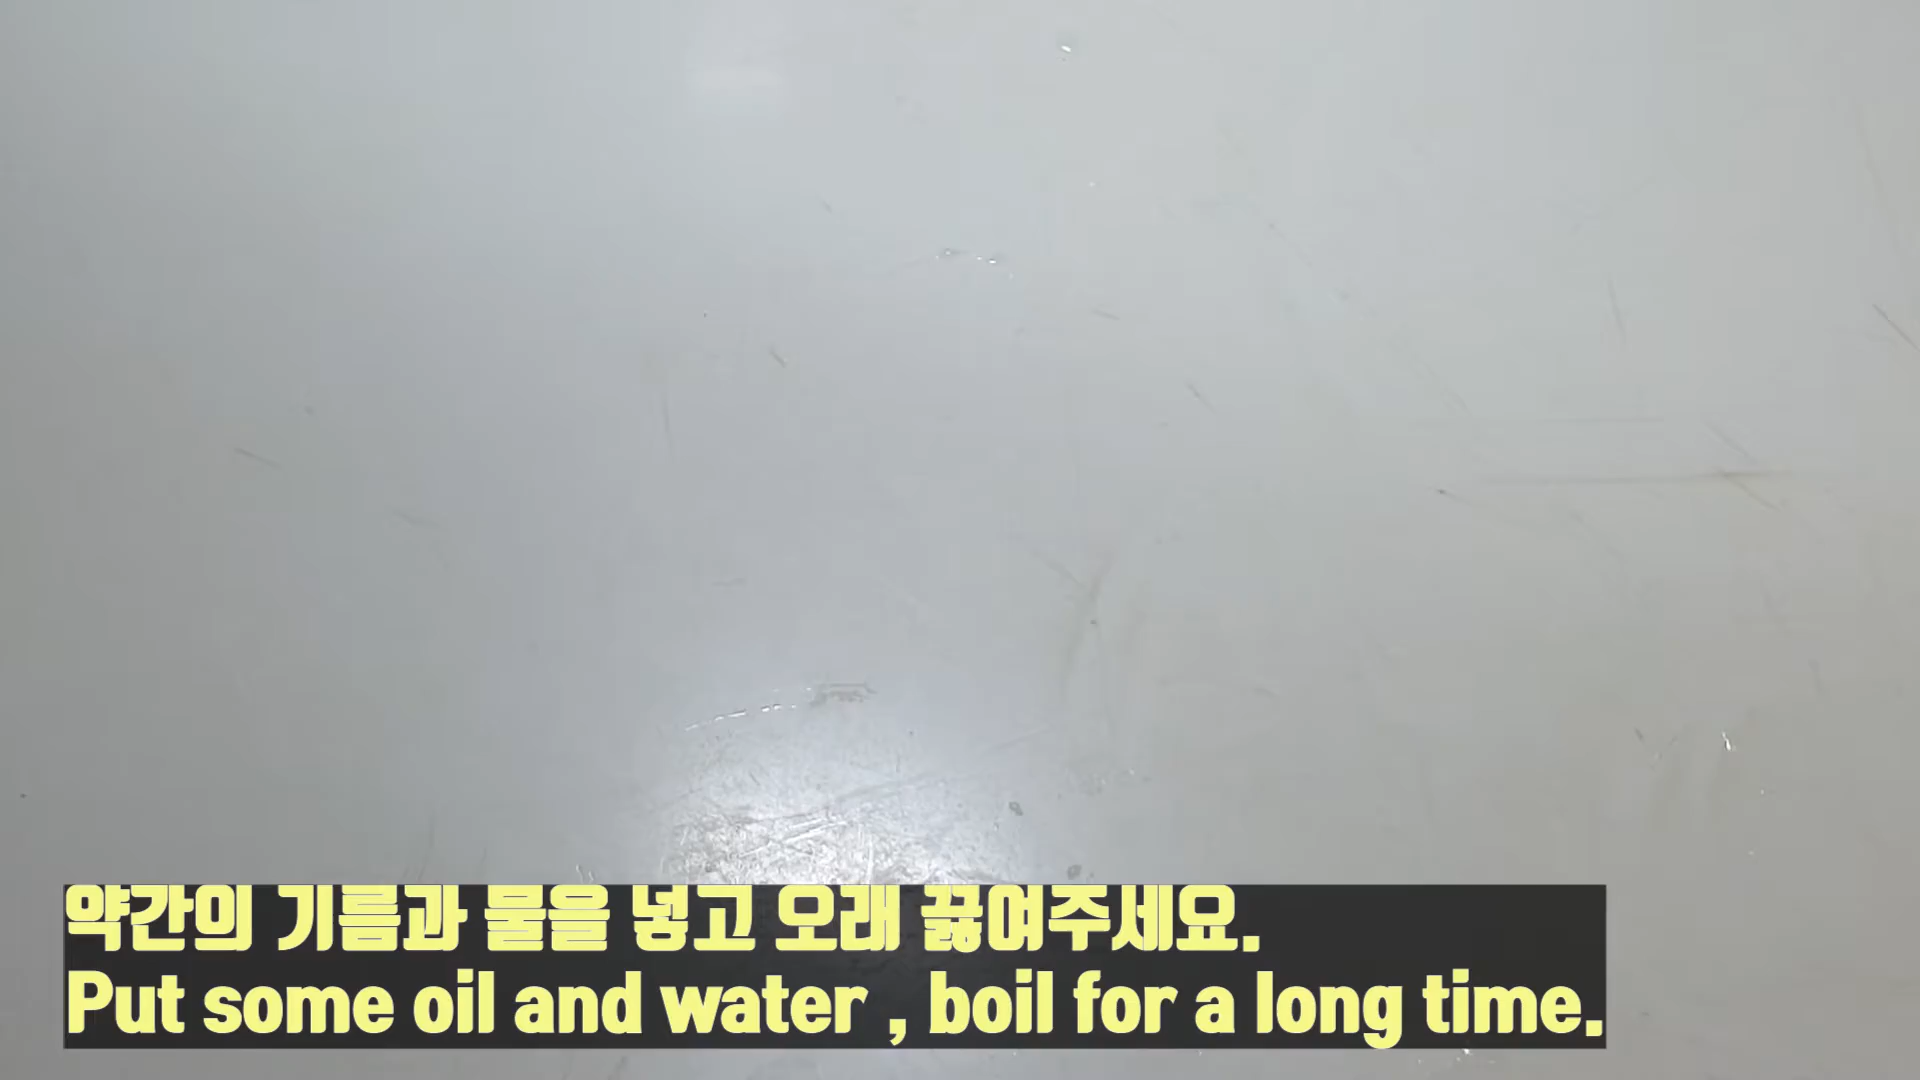 약간의 기름과 물을 넣고 오래 끓여주세요.
Put some oil and water , boil for a long time.